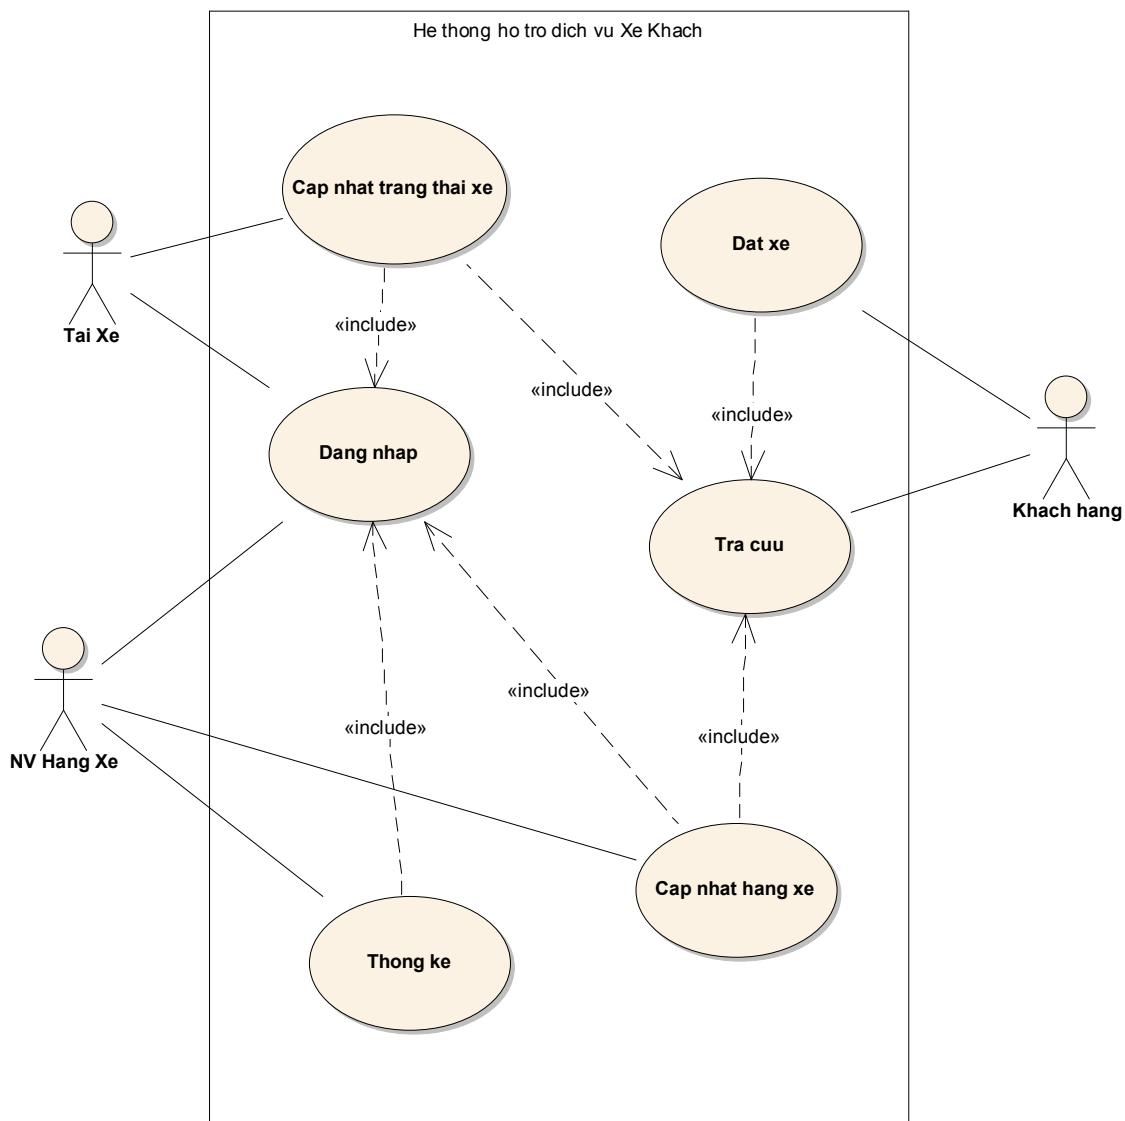 He thong ho tro dich vu Xe Khach
Cap nhat trang thai xe
Dat xe
Tai Xe
«include»
«include»
«include»
Dang nhap
Khach hang
Tra cuu
«include»
«include»
«include»
NV Hang Xe
Cap nhat hang xe
Thong ke